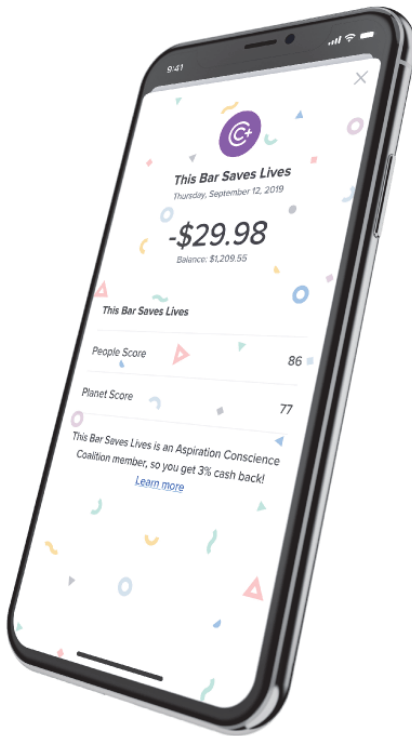 9:41
C+
This Bar Saves Lives
Thursday, September 12, 2019
-$29.98
Balance: $1,209.55
This Bar Saves Lives
People Score 86
Planet Score 77
This Bar Saves Lives is an Aspiration Conscience
Coalition member, so you get 3% cash back!
Learn more